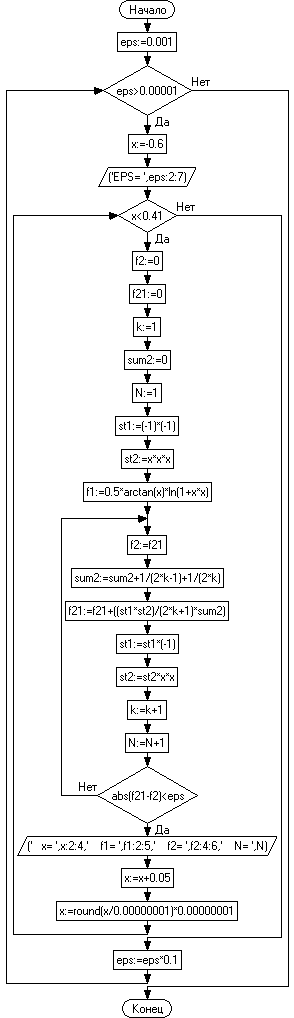 Начало
eps:=0.001
eps>0.00001
Нет
Да
x:=-0.6
('EPS= ',eps:2:7)
x<0.41
Нет
Да
f2:=0
f21:=0
k:=1
sum2:=0
N:=1
st1:=(-1)*(-1)
st2:=x*x*x
f1:=0.5*arctan(x)*ln(1+x*x)
f2:=f21
sum2:=sum2+1/(2*k-1)+1/(2*k)
f21:=f21+((st1*st2)/(2*k+1)*sum2)
st1:=st1*(-1)
st2:=st2*x*x
k:=k+1
N:=N+1
Нет
abs(f21-f2)<eps
Да
('   x= ',x:2:4,'    f1= ',f1:2:5,'    f2= ',f2:4:6,'    N= ',N)
x:=x+0.05
x:=round(x/0.00000001)*0.00000001
eps:=eps*0.1
Конец